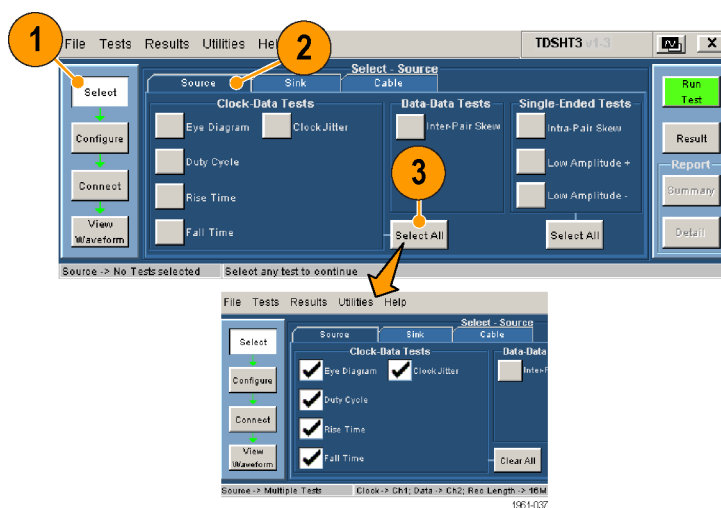 1
File Tests Results Utilities Hel
2
TDSHT3 v1.3
X
Select - Source
Select
Configure
Connect
View
Waveform
Source
Sink
Cable
Clock-Data Tests
Eye Diagram
Clock Jitter
Duty Cycle
Rise Time
Fall Time
Data-Data Tests
Inter-Pair Skew
3
Select All
Single-Ended Tests
Intra-Pair Skew
Low Amplitude +
Low Amplitude -
Select All
Run
Test
Result
Report
Summary
Detail
Source -> No Tests selected
Select any test to continue
File Tests Results Utilities Help
Select - Source
Select
Configure
Connect
View
Waveform
Source
Sink
Cable
Clock-Data Tests
Eye Diagram
Clock Jitter
Duty Cycle
Rise Time
Fall Time
Data-Data
Inter-P
Clear All
Source -> Multiple Tests
Clock-> Ch1; Data -> Ch2; Rec Length -> 16M
1961-037